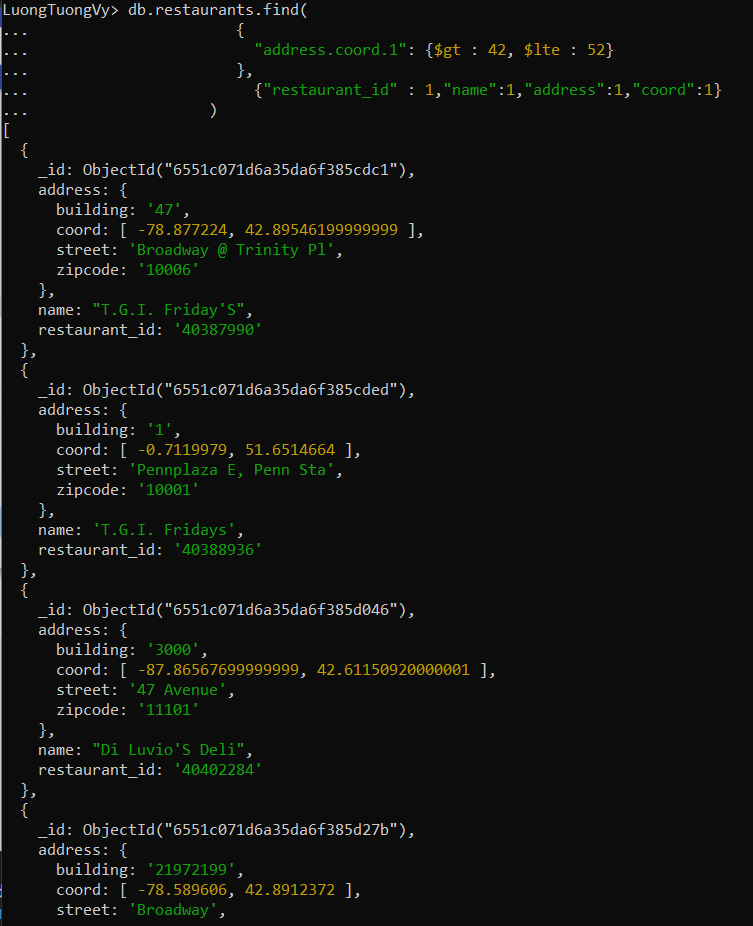 LuongTuongVy> db.restaurants.find(
...                         {
...                           "address.coord.1": {$gt : 42, $lte : 52}
...                         },
...                           {"restaurant_id" : 1,"name":1,"address":1,"coord":1}
...                      )
[
  {
    _id: ObjectId("6551c071d6a35da6f385cdc1"),
    address: {
      building: '47',
      coord: [ -78.877224, 42.89546199999999 ],
      street: 'Broadway @ Trinity Pl',
      zipcode: '10006'
    },
    name: "T.G.I. Friday'S",
    restaurant_id: '40387990'
  },
  {
    _id: ObjectId("6551c071d6a35da6f385cded"),
    address: {
      building: '1',
      coord: [ -0.7119979, 51.6514664 ],
      street: 'Pennplaza E, Penn Sta',
      zipcode: '10001'
    },
    name: 'T.G.I. Fridays',
    restaurant_id: '40388936'
  },
  {
    _id: ObjectId("6551c071d6a35da6f385d046"),
    address: {
      building: '3000',
      coord: [ -87.86567699999999, 42.61150920000001 ],
      street: '47 Avenue',
      zipcode: '11101'
    },
    name: "Di Luvio'S Deli",
    restaurant_id: '40402284'
  },
  {
    _id: ObjectId("6551c071d6a35da6f385d27b"),
    address: {
      building: '21972199',
      coord: [ -78.589606, 42.8912372 ],
      street: 'Broadway',